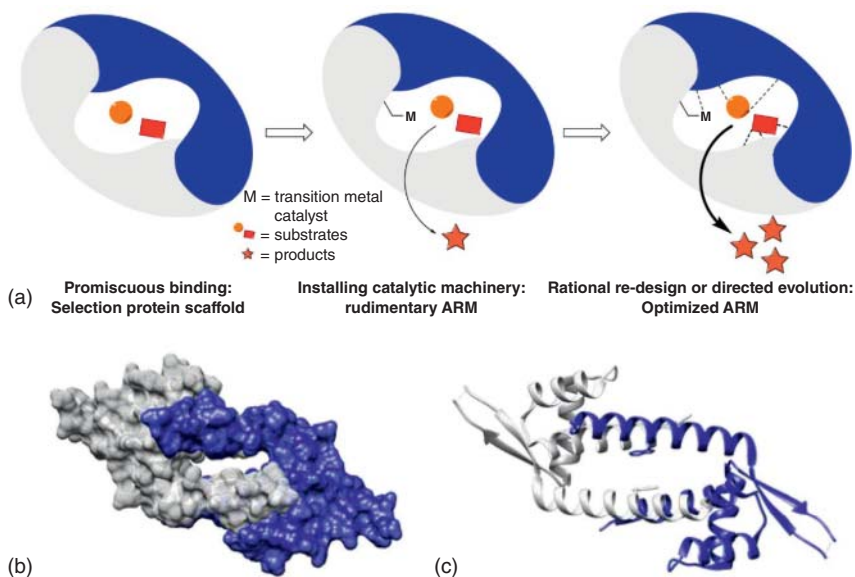 M
M
M = transition metal
catalyst
= substrates
= products
(a)
Promiscuous binding:
Selection protein scaffold
Installing catalytic machinery:
rudimentary ARM
Rational re-design or directed evolution:
Optimized ARM
(b)
(c)